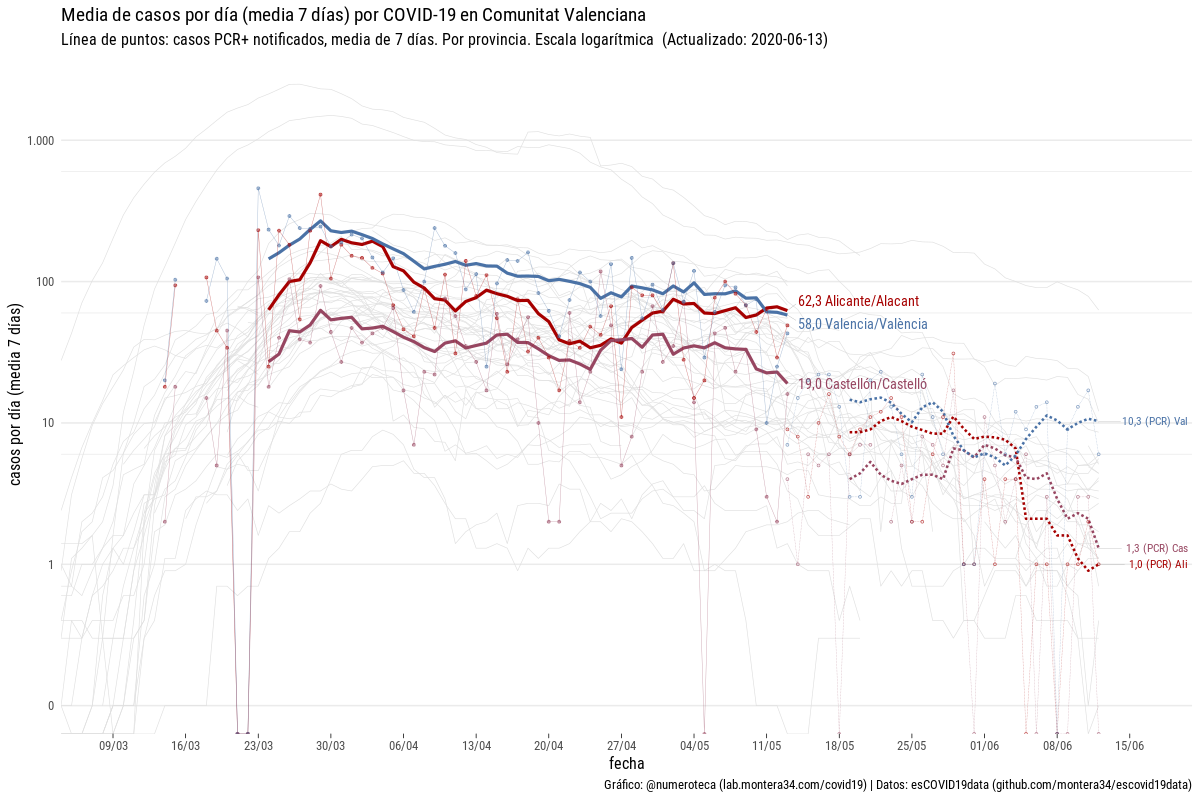 Media de casos por día (media 7 días) por COVID-19 en Comunitat Valenciana
Línea de puntos: casos PCR+ notificados, media de 7 días. Por provincia. Escala logarítmica (Actualizado: 2020-06-13)
casos por día (media 7 días)
1.000
100
10
1
0
62,3 Alicante/Alacant
58,0 Valencia/València
19,0 Castellón/Castelló
10,3 (PCR) Val
1,3 (PCR) Cas
1,0 (PCR) Ali
09/03 16/03 23/03 30/03 06/04 13/04 20/04 27/04 04/05 11/05 18/05 25/05 01/06 08/06 15/06
fecha
Gráfico: @numeroteca (lab.montera34.com/covid19) | Datos: esCOVID19data (github.com/montera34/escovid19data)